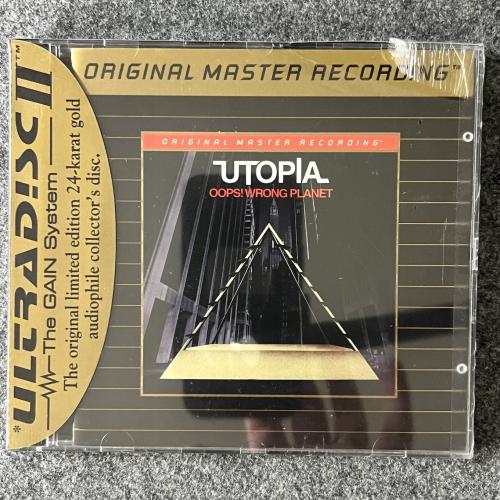 ORIGINAL MASTER RECORDING™
*ULTRADISC II™
The GAIN System
The original limited edition 24-karat gold
audiophile collector's disc.
ORIGINAL MASTER RECORDING™
UTOPIA
OOPS! WRONG PLANET